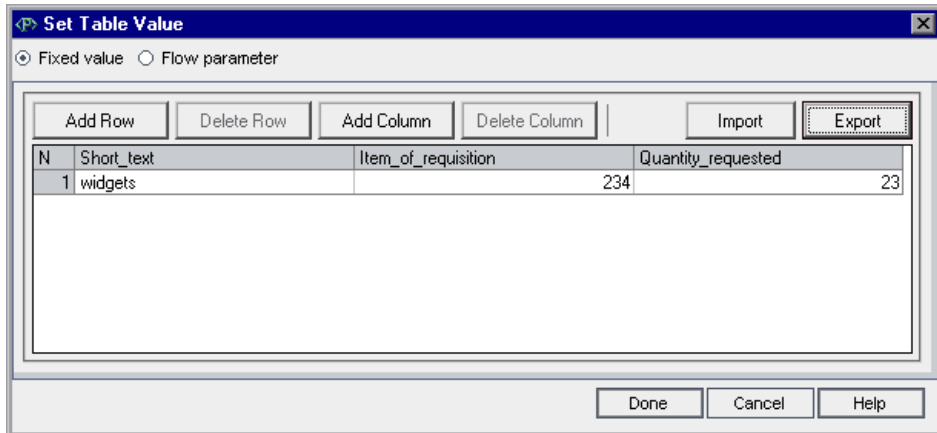 <P> Set Table Value
Fixed value Flow parameter
Add Row Delete Row Add Column Delete Column Import Export
N Short_text Item_of_requisition Quantity_requested
1 widgets 234 23
Done Cancel Help